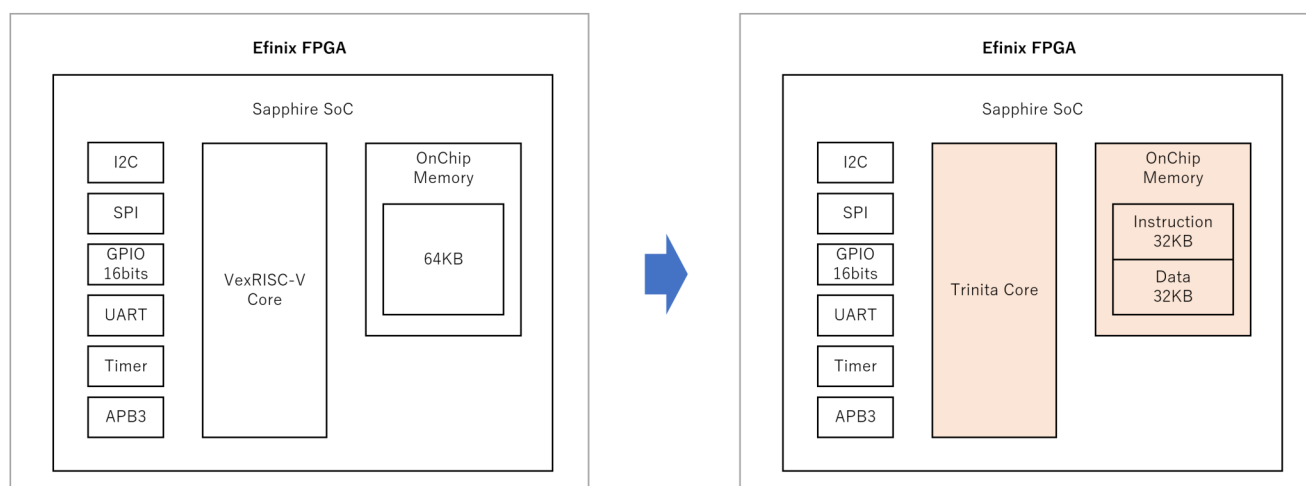 Efinix FPGA
Sapphire SoC
I2C
SPI
GPIO
16bits
UART
Timer
APB3
VexRISC-V
Core
OnChip
Memory
64KB
Efinix FPGA
Sapphire SoC
I2C
SPI
GPIO
16bits
UART
Timer
APB3
Trinita Core
OnChip
Memory
Instruction
32KB
Data
32KB